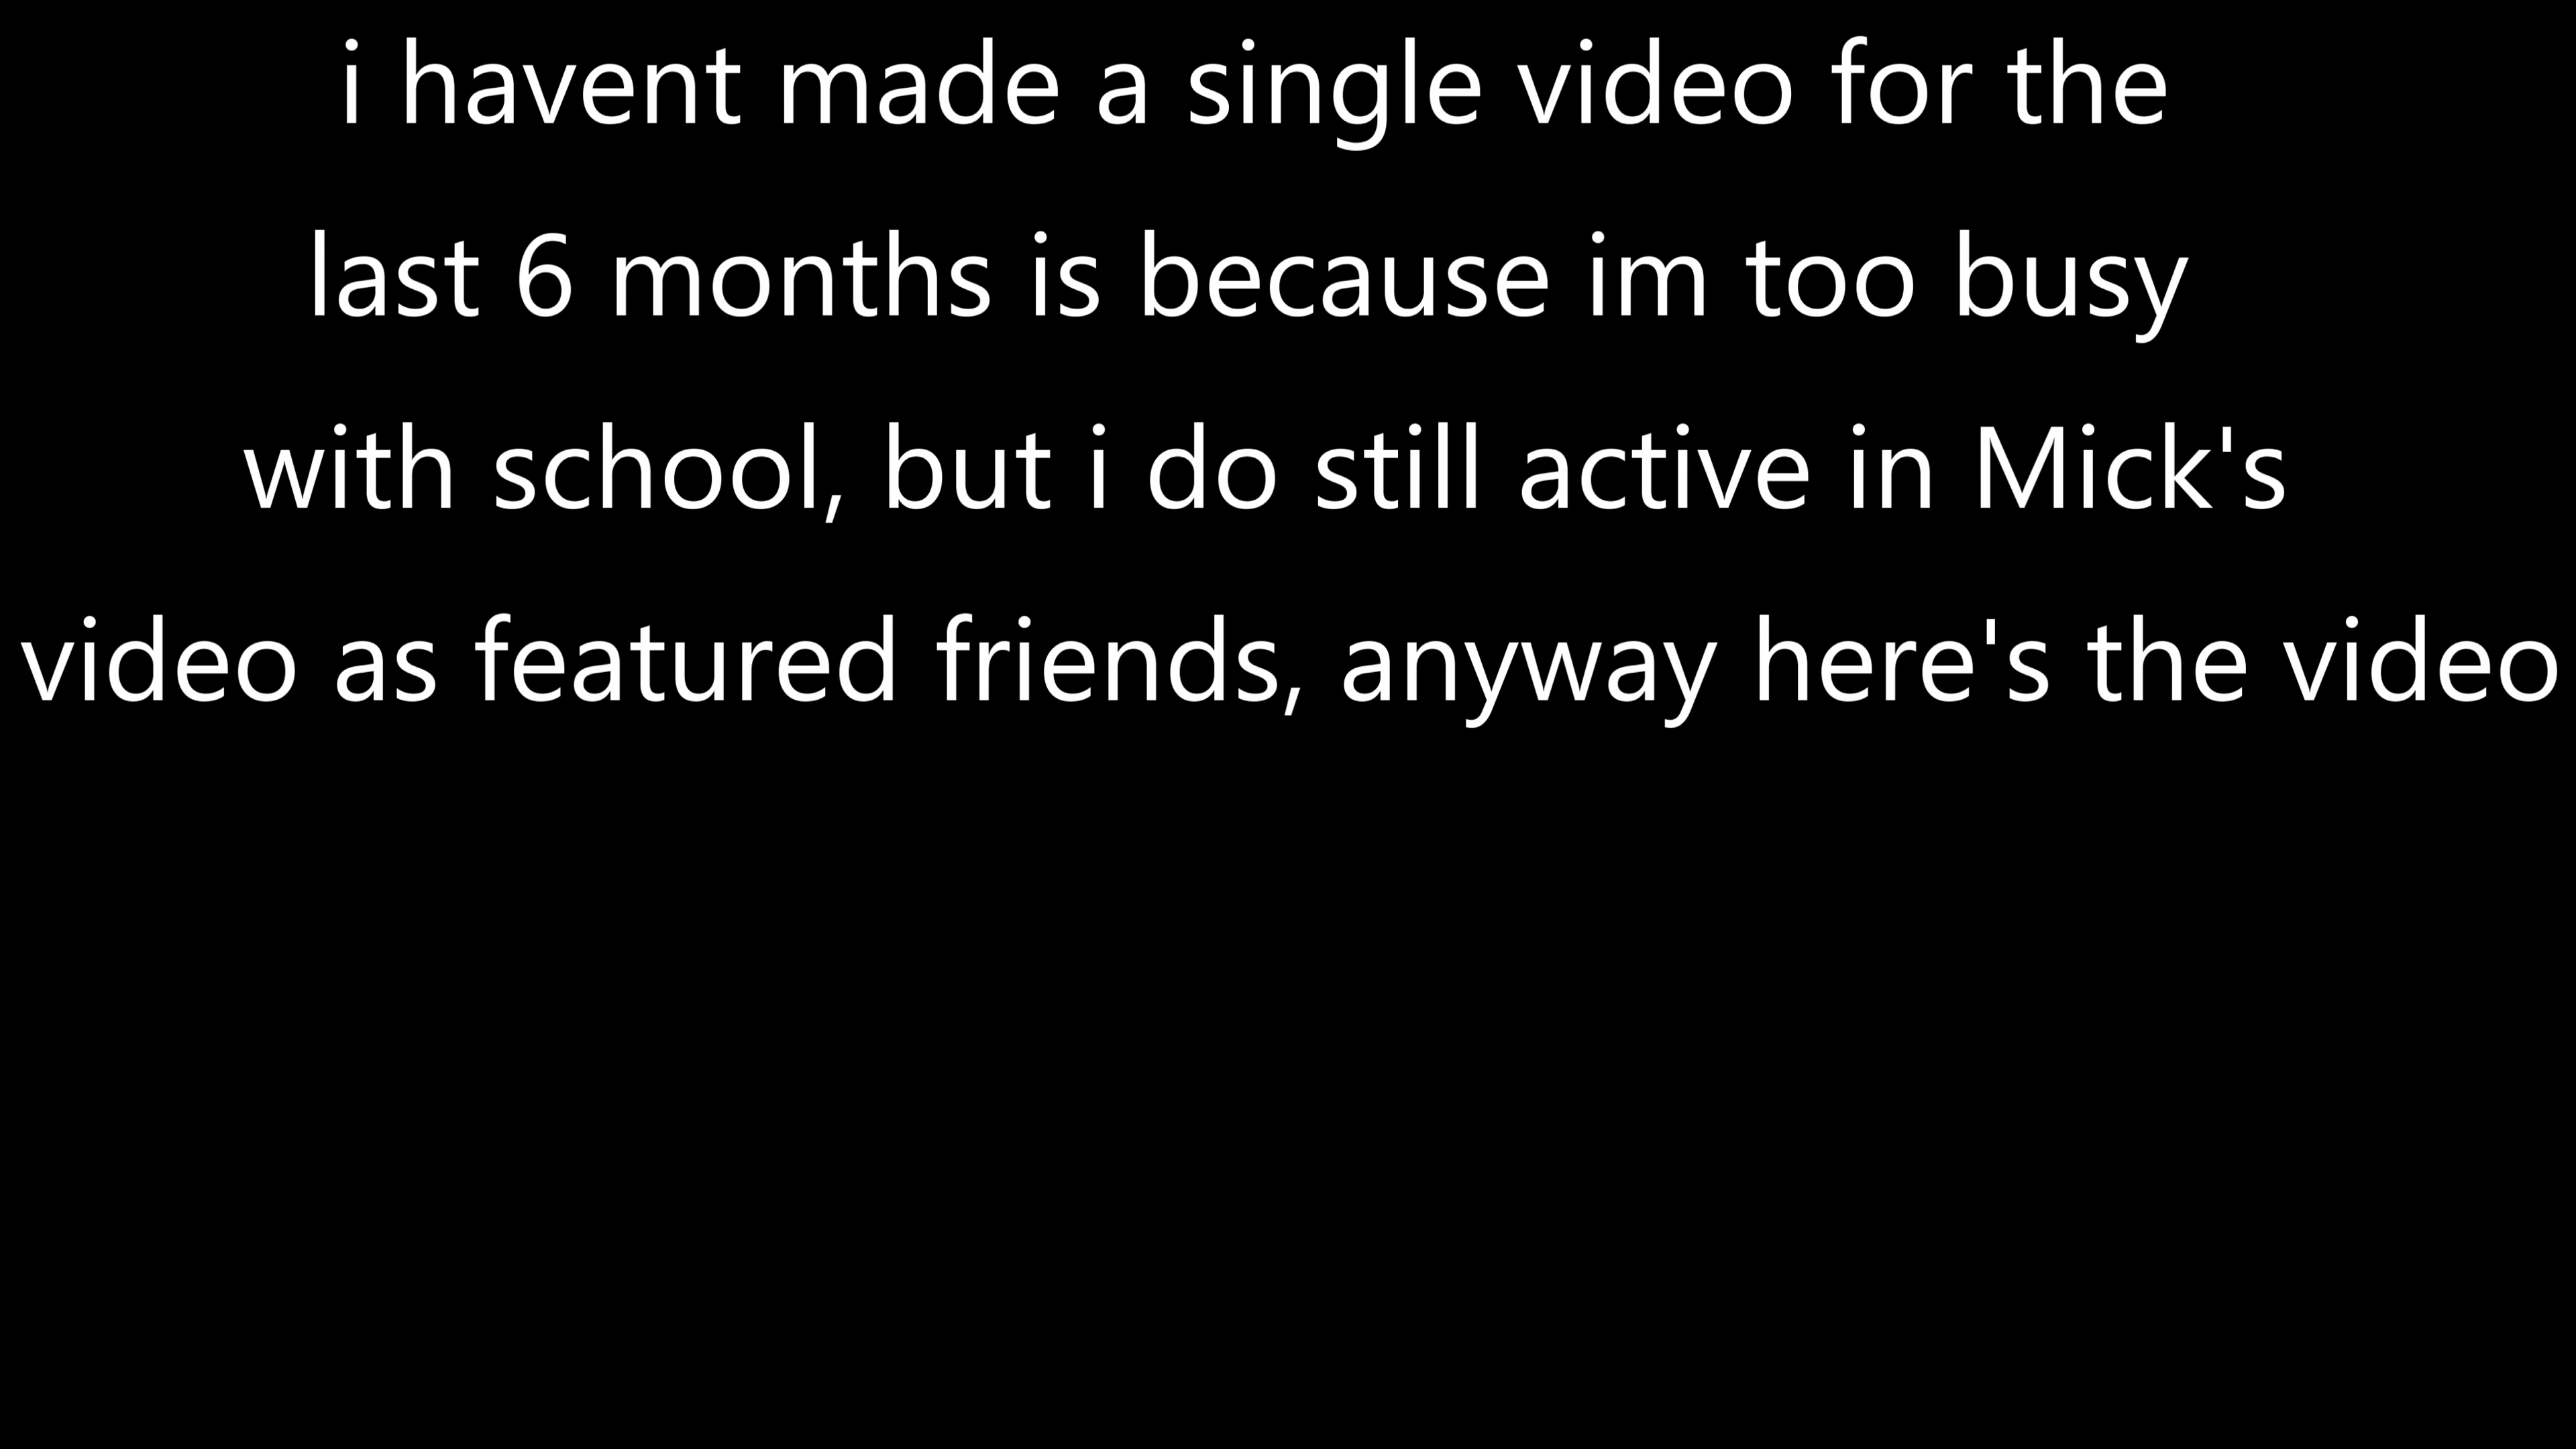 i havent made a single video for the
last 6 months is because im too busy
with school, but i do still active in Mick's
video as featured friends, anyway here's the video